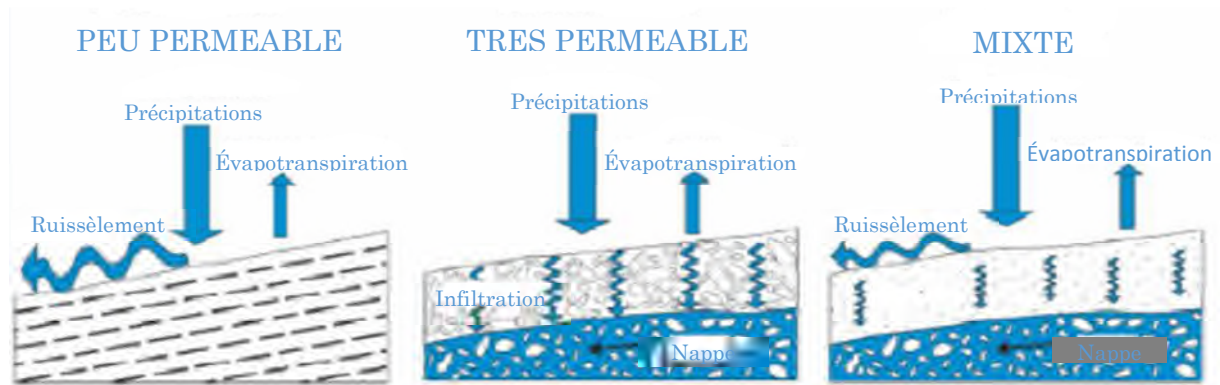 PEU PERMEABLE
Précipitations
Évapotranspiration
Ruissèlement
TRES PERMEABLE
Précipitations
Évapotranspiration
Infiltration
Nappe
MIXTE
Précipitations
Évapotranspiration
Ruissèlement
Nappe